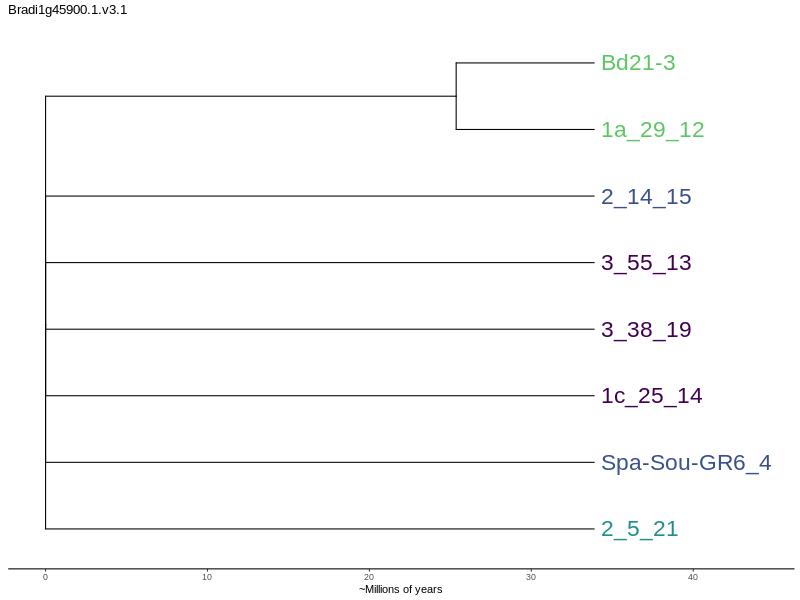 Bradi1g45900.1.v3.1
Bd21-3
1a_29_12
2_14_15
3_55_13
3_38_19
1c_25_14
Spa-Sou-GR6_4
2_5_21
0 10 20 30 40
~Millions of years